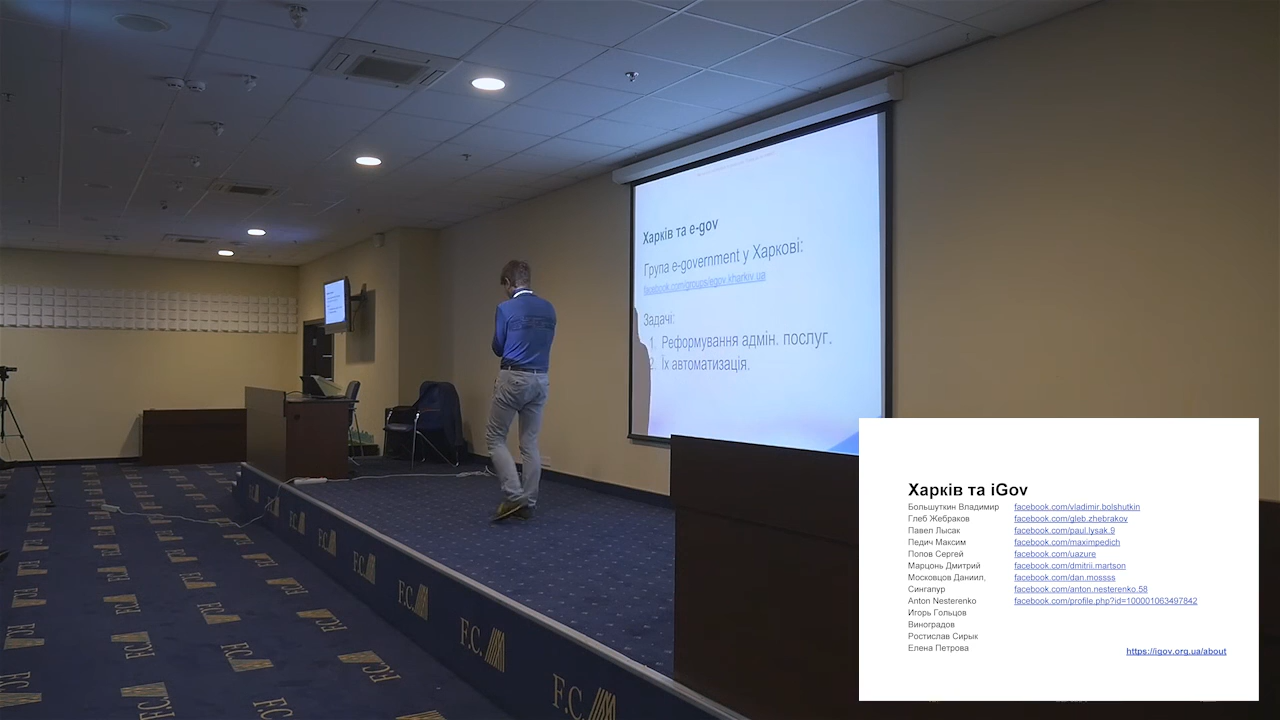 Харків та e-gov
Група e-government у Харкові:
facebook.com/groups/egov.kharkiv.ua
Задачі:
1. Реформування адмін. послуг.
2. Їх автоматизація.
Харків та iGov
Большуткин Владимир facebook.com/vladimir.bolshutkin
Глеб Жебраков facebook.com/gleb.zhebrakov
Павел Лысак facebook.com/paul.lysak.9
Педич Максим facebook.com/maximpedich
Попов Сергей facebook.com/uazure
Марцонь Дмитрий facebook.com/dmitrii.martson
Московцов Даниил, facebook.com/dan.mossss
Сингапур facebook.com/anton.nesterenko.58
Anton Nesterenko facebook.com/profile.php?id=100001063497842
Игорь Гольцов
Виноградов
Ростислав Сирык
Елена Петрова
https://igov.org.ua/about
F.C.
F.C.
F.C.